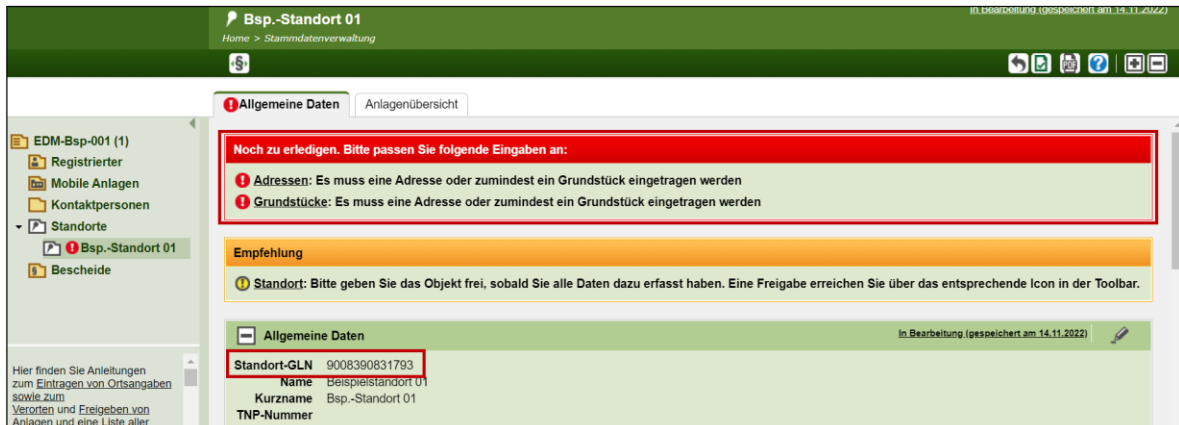 In Bearbeitung (gespeichert am 14.11.2022)
Bsp.-Standort 01
Home > Stammdatenverwaltung
‹§›
PDF
Allgemeine Daten
Anlagenübersicht
EDM-Bsp-001 (1)
Registrierter
Mobile Anlagen
Kontaktpersonen
Standorte
Bsp.-Standort 01
Bescheide
Hier finden Sie Anleitungen
zum Eintragen von Ortsangaben
sowie zum
Verorten und Freigeben von
Anlagen und eine Liste aller
Noch zu erledigen. Bitte passen Sie folgende Eingaben an:
Adressen: Es muss eine Adresse oder zumindest ein Grundstück eingetragen werden
Grundstücke: Es muss eine Adresse oder zumindest ein Grundstück eingetragen werden
Empfehlung
Standort: Bitte geben Sie das Objekt frei, sobald Sie alle Daten dazu erfasst haben. Eine Freigabe erreichen Sie über das entsprechende Icon in der Toolbar.
Allgemeine Daten
In Bearbeitung (gespeichert am 14.11.2022)
Standort-GLN 9008390831793
Name Beispielstandort 01
Kurzname Bsp.-Standort 01
TNP-Nummer